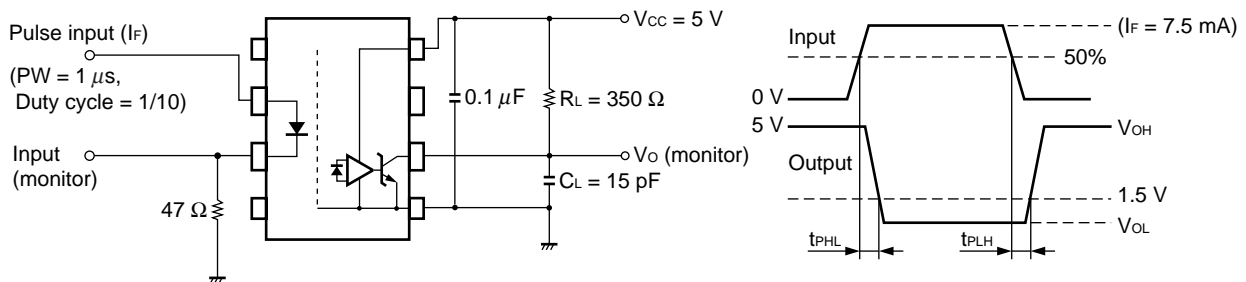 Pulse input (IF)
(PW = 1 μs,
Duty cycle = 1/10)
Input
(monitor)
47 Ω
VCC = 5 V
0.1 μF
RL = 350 Ω
VO (monitor)
CL = 15 pF
Input
(IF = 7.5 mA)
50%
0 V
5 V
VOH
Output
1.5 V
VOL
tPHL
tPLH